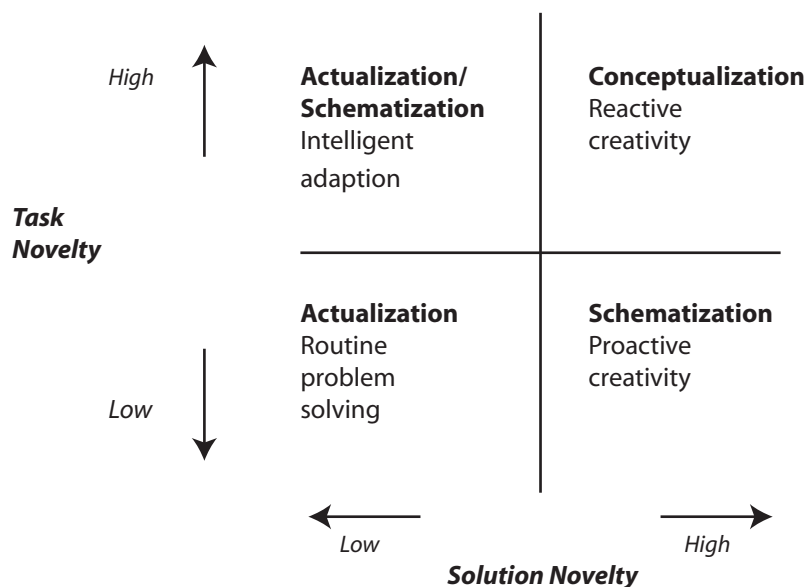 High
Actualization/
Schematization
Intelligent
adaption
Conceptualization
Reactive
creativity
Task
Novelty
Actualization
Routine
problem
solving
Schematization
Proactive
creativity
Low
Low
High
Solution Novelty